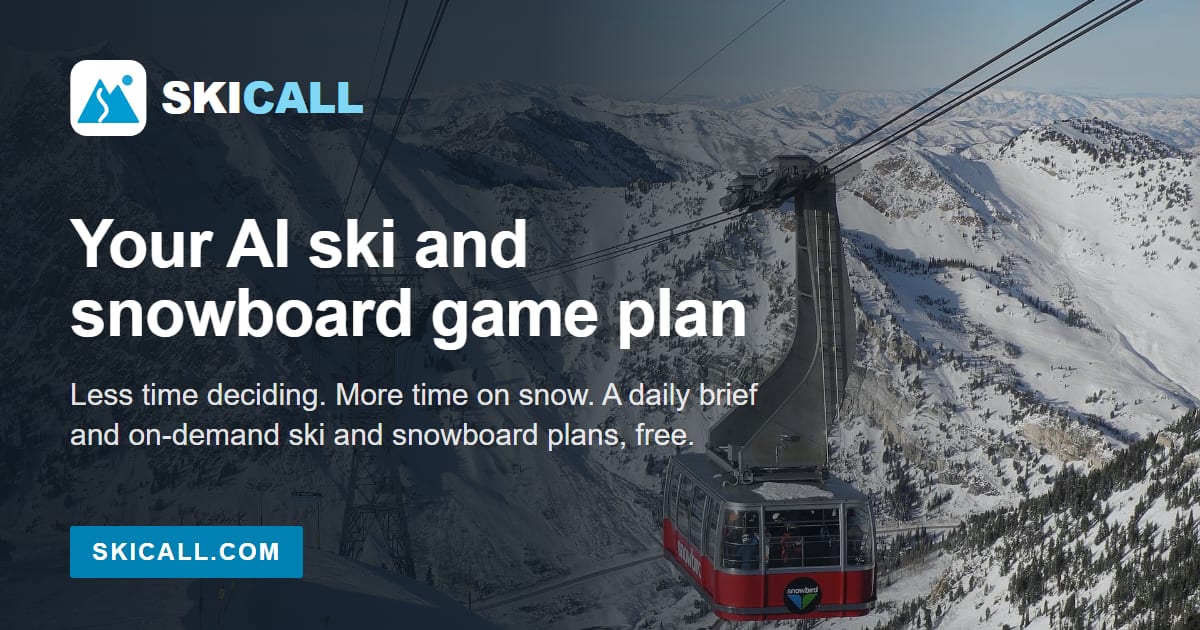 SKICALL
Your AI ski and
snowboard game plan
Less time deciding. More time on snow. A daily brief
and on-demand ski and snowboard plans, free.
SKICALL.COM
snowbird
snowbird